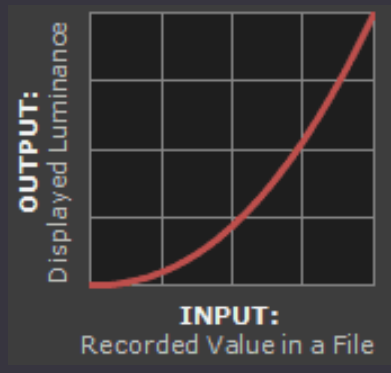 OUTPUT:
Displayed Luminance
INPUT:
Recorded Value in a File